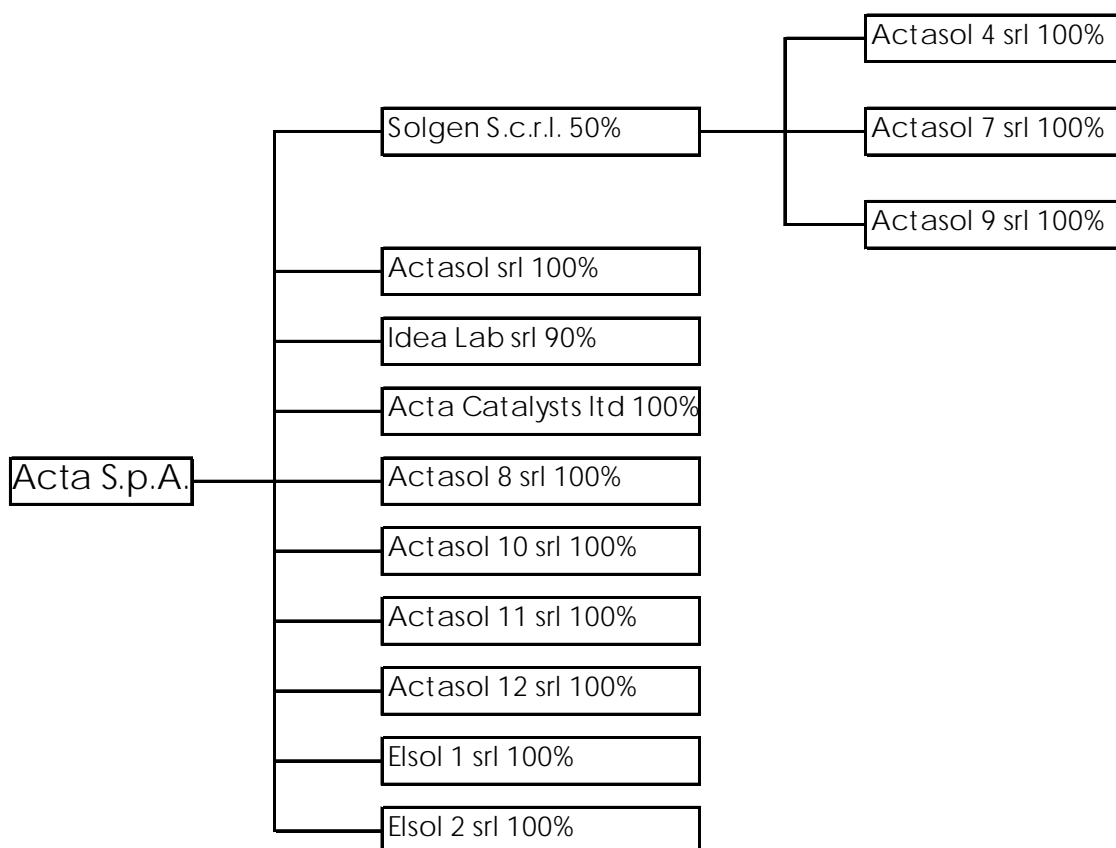 Actasol 4 srl 100%
Solgen S.c.r.l. 50%
Actasol 7 srl 100%
Actasol 9 srl 100%
Actasol srl 100%
Idea Lab srl 90%
Acta Catalysts ltd 100%
Acta S.p.A.
Actasol 8 srl 100%
Actasol 10 srl 100%
Actasol 11 srl 100%
Actasol 12 srl 100%
Elsol 1 srl 100%
Elsol 2 srl 100%